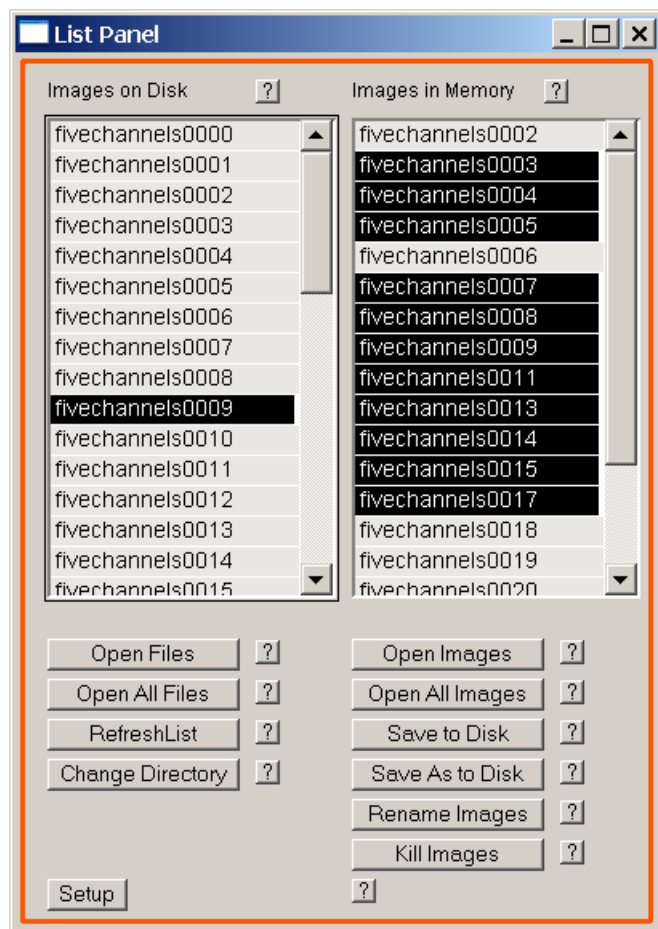 List Panel
Images on Disk ?
fivechannels0000
fivechannels0001
fivechannels0002
fivechannels0003
fivechannels0004
fivechannels0005
fivechannels0006
fivechannels0007
fivechannels0008
fivechannels0009
fivechannels0010
fivechannels0011
fivechannels0012
fivechannels0013
fivechannels0014
fivechannels0015
Open Files ?
Open All Files ?
RefreshList ?
Change Directory ?
Setup
Images in Memory ?
fivechannels0002
fivechannels0003
fivechannels0004
fivechannels0005
fivechannels0006
fivechannels0007
fivechannels0008
fivechannels0009
fivechannels0011
fivechannels0013
fivechannels0014
fivechannels0015
fivechannels0017
fivechannels0018
fivechannels0019
fivechannels0020
Open Images ?
Open All Images ?
Save to Disk ?
Save As to Disk ?
Rename Images ?
Kill Images ?
?